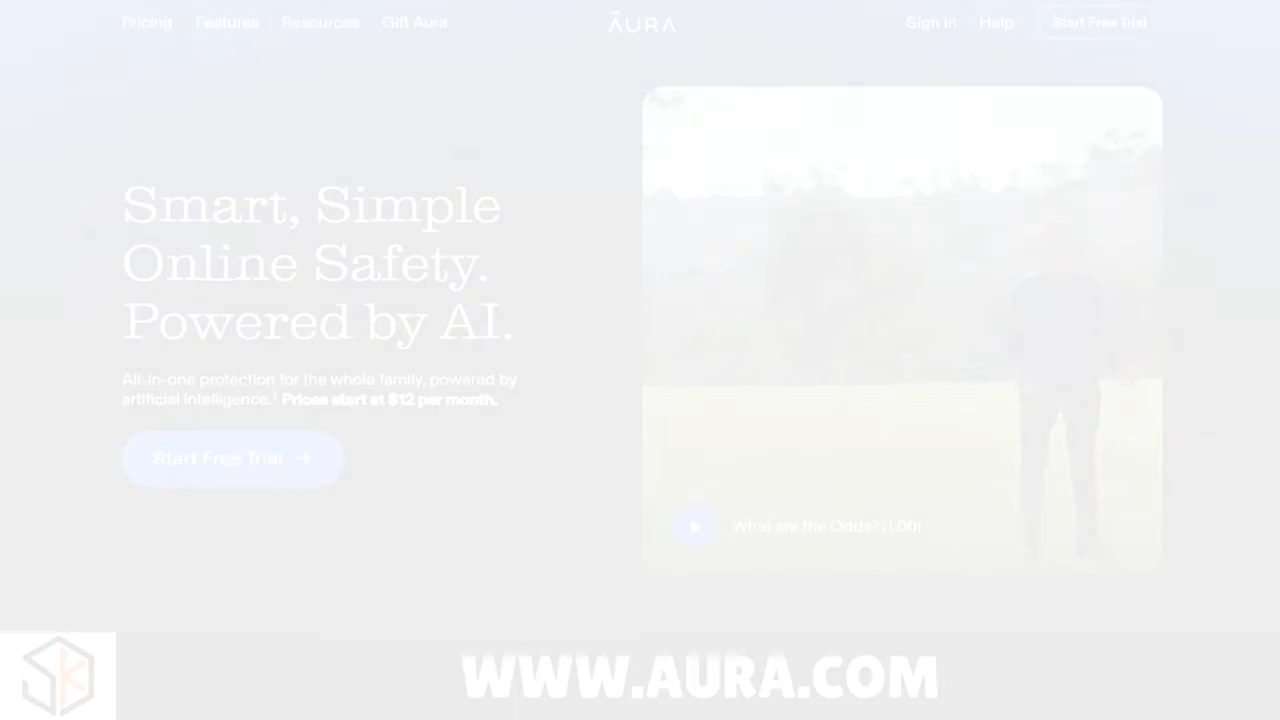 Pricing Features Resources Gift Aura AURA Sign in Help Start Free Trial
Smart, Simple
Online Safety.
Powered by AI.
All-in-one protection for the whole family, powered by
artificial intelligence.¹ Prices start at $12 per month.
Start Free Trial →
What are the Odds? (1:00)
Sk
WWW.AURA.COM